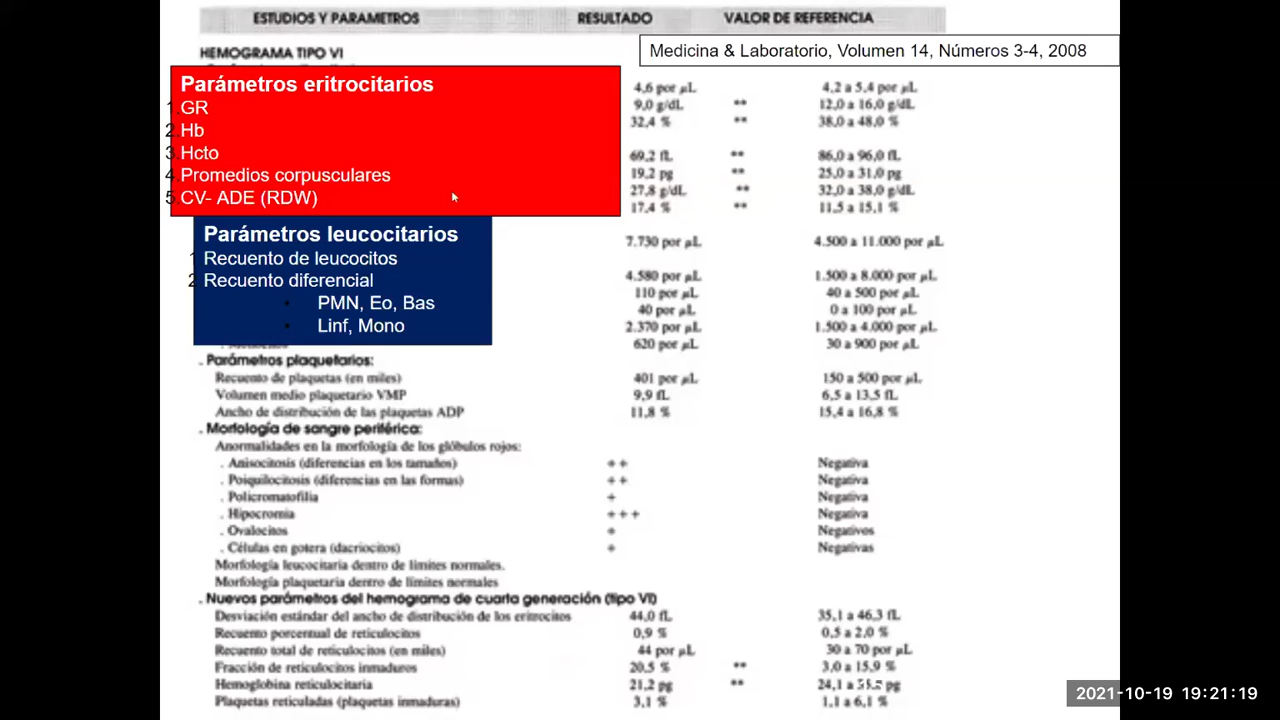 ESTUDIOS Y PARAMETROS RESULTADO VALOR DE REFERENCIA
HEMOGRAMA TIPO VI
Medicina & Laboratorio, Volumen 14, Números 3-4, 2008
Parámetros eritrocitarios
1. GR 4,6 por µL 4,2 a 5,4 por µL
9,0 g/dL ** 12,0 a 16,0 g/dL
2. Hb 32,4 % ** 38,0 a 48,0 %
3. Hcto 69,2 fL ** 86,0 a 96,0 fL
4. Promedios corpusculares 19,2 pg ** 25,0 a 31,0 pg
27,8 g/dL ** 32,0 a 38,0 g/dL
5. CV- ADE (RDW) 17,4 % ** 11,5 a 15,1 %
Parámetros leucocitarios 7.730 por µL 4.500 a 11.000 por µL
1 Recuento de leucocitos
2 Recuento diferencial 4.580 por µL 1.500 a 8.000 por µL
110 por µL 40 a 500 por µL
• PMN, Eo, Bas 40 por µL 0 a 100 por µL
• Linf, Mono 2.370 por µL 1.500 a 4.000 por µL
620 por µL 30 a 900 por µL
. Parámetros plaquetarios:
Recuento de plaquetas (en miles) 401 por µL 150 a 500 por µL
Volumen medio plaquetario VMP 9,9 fL 6,5 a 13,5 fL
Ancho de distribución de las plaquetas ADP 11,8 % 15,4 a 16,8 %
. Morfología de sangre periférica:
Anormalidades en la morfología de los glóbulos rojos:
. Anisocitosis (diferencias en los tamaños) ++ Negativa
. Poiquilocitosis (diferencias en las formas) ++ Negativa
. Policromatofilia + Negativa
. Hipocromía +++ Negativa
. Ovalocitos + Negativos
. Células en gotera (dacriocitos) + Negativas
Morfología leucocitaria dentro de límites normales.
Morfología plaquetaria dentro de límites normales
. Nuevos parámetros del hemograma de cuarta generación (tipo VI)
Desviación estándar del ancho de distribución de los eritrocitos 44,0 fL 35,1 a 46,3 fL
Recuento porcentual de reticulocitos 0,9 % 0,5 a 2,0 %
Recuento total de reticulocitos (en miles) 44 por µL 30 a 70 por µL
Fracción de reticulocitos inmaduros 20,5 % ** 3,0 a 15,9 %
Hemoglobina reticulocitaria 21,2 pg ** 24,1 a pg
Plaquetas reticuladas (plaquetas inmaduras) 3,1 % 1,1 a 6,1 %
2021-10-19 19:21:19